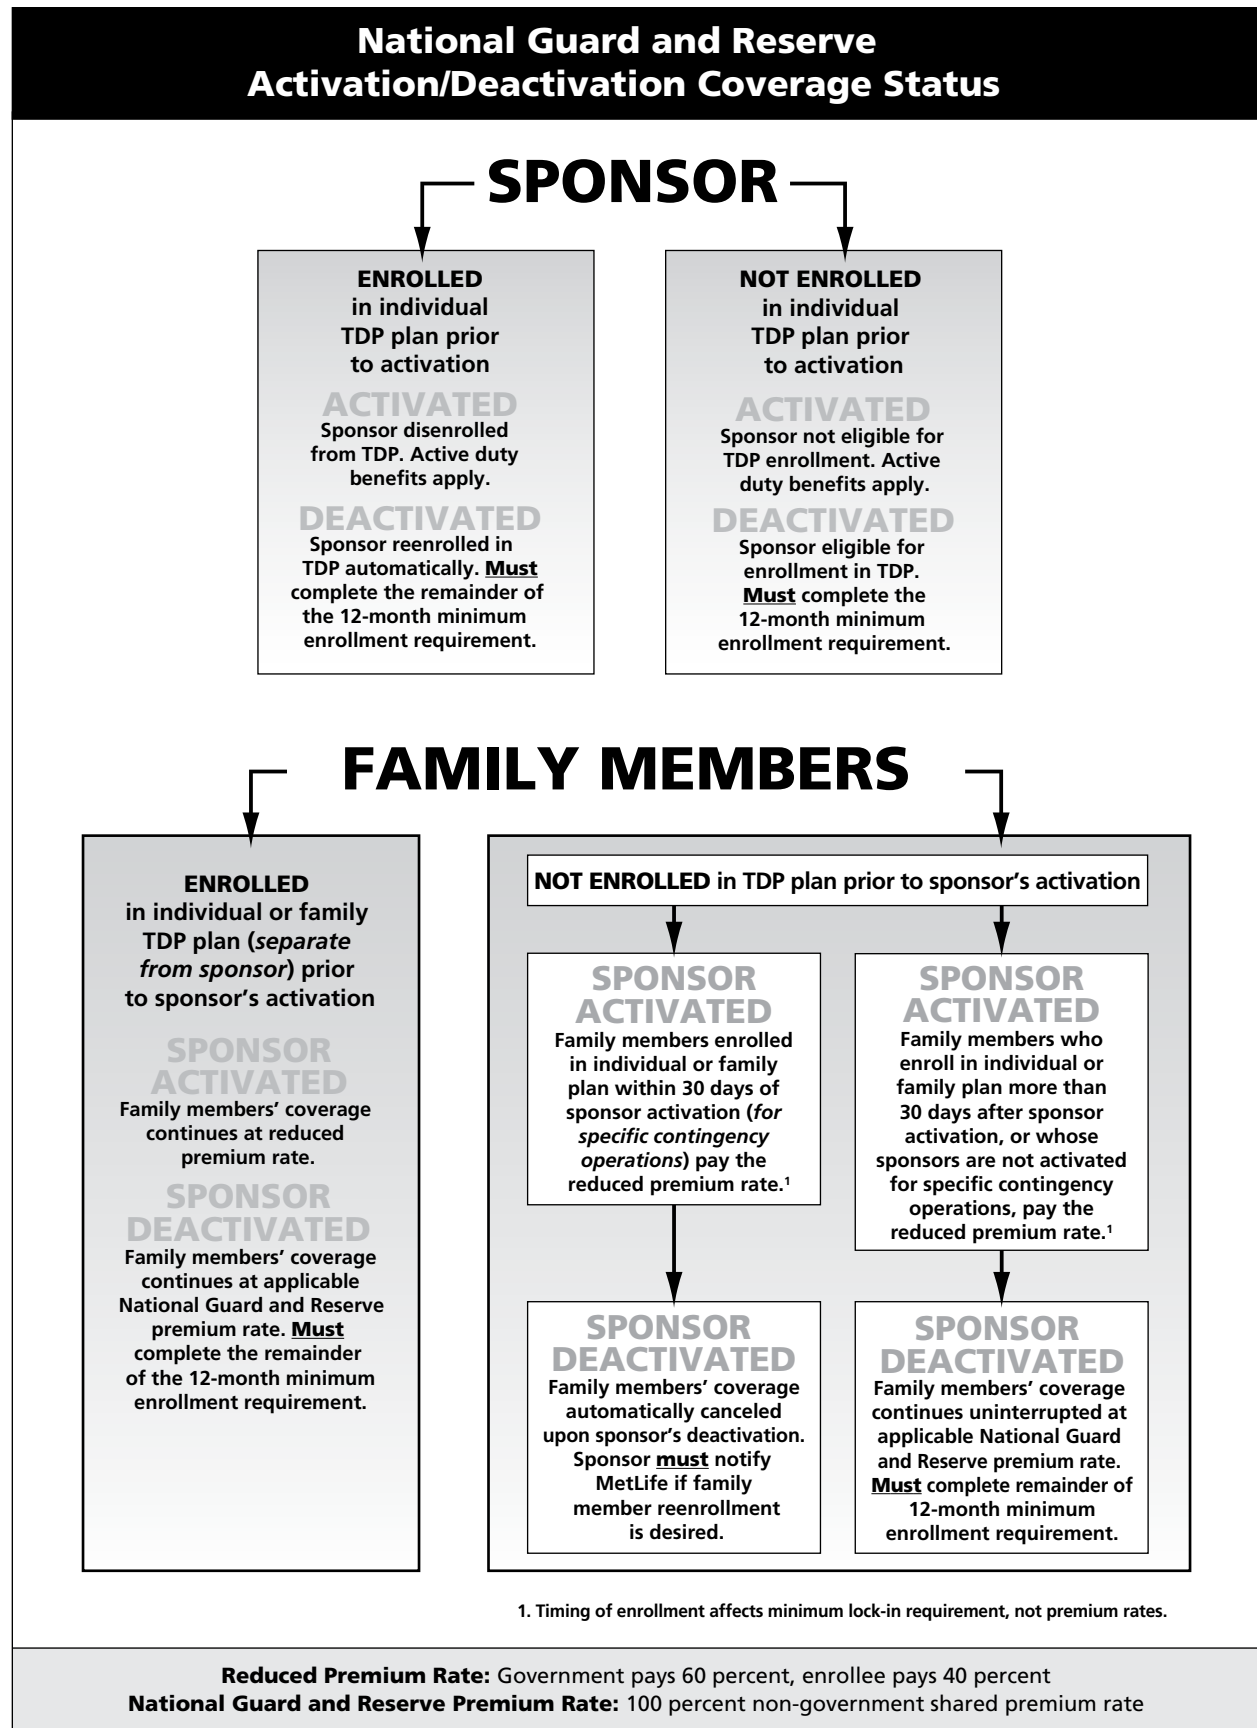 National Guard and Reserve
Activation/Deactivation Coverage Status
SPONSOR
ENROLLED
in individual
TDP plan prior
to activation
ACTIVATED
Sponsor disenrolled
from TDP. Active duty
benefits apply.
DEACTIVATED
Sponsor reenrolled in
TDP automatically. Must
complete the remainder of
the 12-month minimum
enrollment requirement.
NOT ENROLLED
in individual
TDP plan prior
to activation
ACTIVATED
Sponsor not eligible for
TDP enrollment. Active
duty benefits apply.
DEACTIVATED
Sponsor eligible for
enrollment in TDP.
Must complete the
12-month minimum
enrollment requirement.
FAMILY MEMBERS
ENROLLED
in individual or family
TDP plan (separate
from sponsor) prior
to sponsor's activation
SPONSOR
ACTIVATED
Family members' coverage
continues at reduced
premium rate.
SPONSOR
DEACTIVATED
Family members' coverage
continues at applicable
National Guard and Reserve
premium rate. Must
complete the remainder
of the 12-month minimum
enrollment requirement.
NOT ENROLLED in TDP plan prior to sponsor's activation
SPONSOR
ACTIVATED
Family members enrolled
in individual or family
plan within 30 days of
sponsor activation (for
specific contingency
operations) pay the
reduced premium rate.¹
SPONSOR
DEACTIVATED
Family members' coverage
automatically canceled
upon sponsor's deactivation.
Sponsor must notify
MetLife if family
member reenrollment
is desired.
SPONSOR
ACTIVATED
Family members who
enroll in individual or
family plan more than
30 days after sponsor
activation, or whose
sponsors are not activated
for specific contingency
operations, pay the
reduced premium rate.¹
SPONSOR
DEACTIVATED
Family members' coverage
continues uninterrupted at
applicable National Guard
and Reserve premium rate.
Must complete remainder of
12-month minimum
enrollment requirement.
1. Timing of enrollment affects minimum lock-in requirement, not premium rates.
Reduced Premium Rate: Government pays 60 percent, enrollee pays 40 percent
National Guard and Reserve Premium Rate: 100 percent non-government shared premium rate